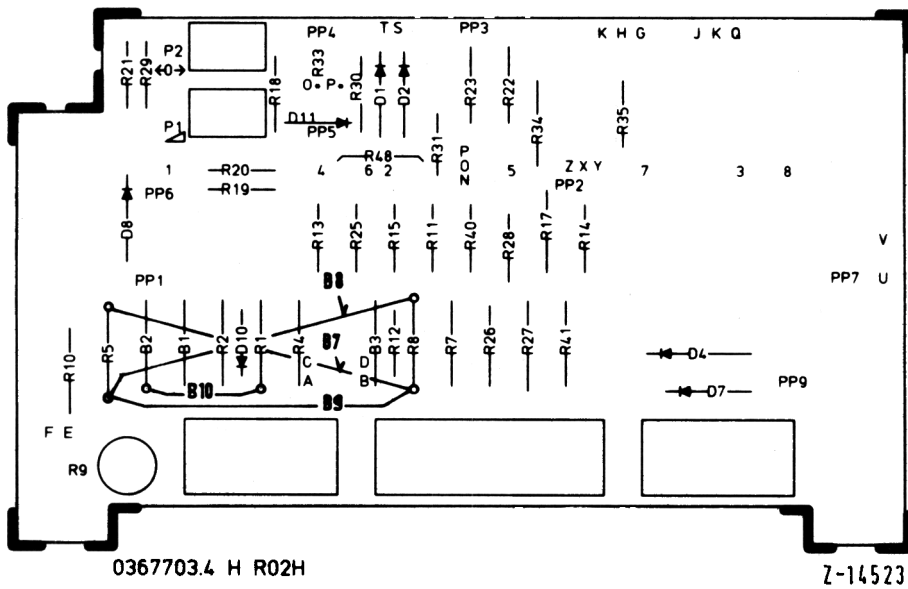 PP4
T S
PP3
K H G
J K Q
R21
R29
P2
O
R18
R33
O • P •
R30
D1
D2
R23
R22
R34
R35
P1
D11
PP5
R31
R48
1
R20
4
6 2
P
O
N
5
Z X Y
7
3
8
R19
PP6
PP2
D8
R13
R25
R15
R11
R40
R28
R17
R14
V
PP1
B8
PP7 U
R10
R5
B2
B1
R2
D10
R1
R4
B7
B3
R12
R8
R7
R26
R27
R41
C
A
D
B
D4
B10
B9
D7
PP9
F E
R9
0367703.4 H R02H
Z-14523